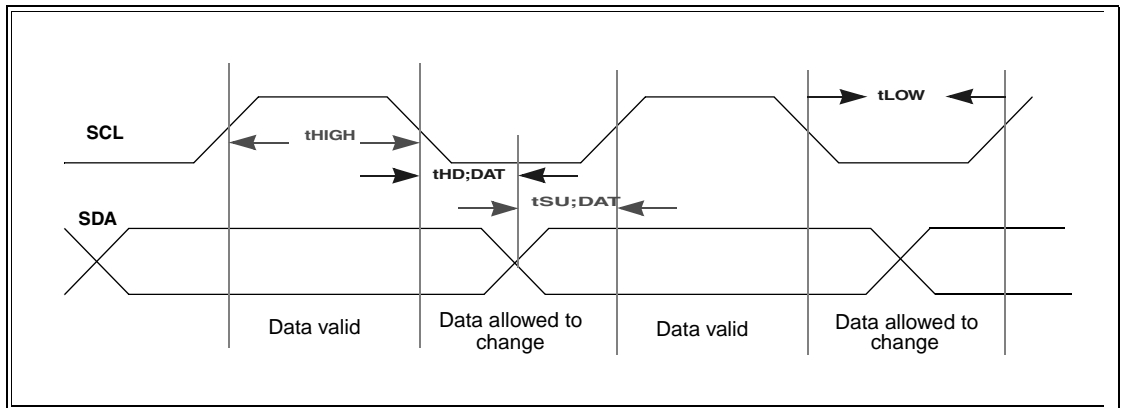 tLOW
SCL
tHIGH
tHD;DAT
tSU;DAT
SDA
Data valid
Data allowed to
change
Data valid
Data allowed to
change